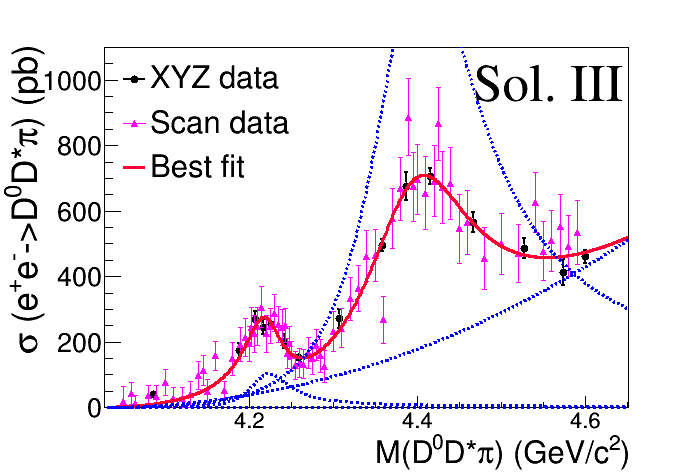 Sol. III
XYZ data
Scan data
Best fit
σ (e⁺e⁻->D⁰D*π) (pb)
1000
800
600
400
200
0
4.2
4.4
4.6
M(D⁰D*π) (GeV/c²)